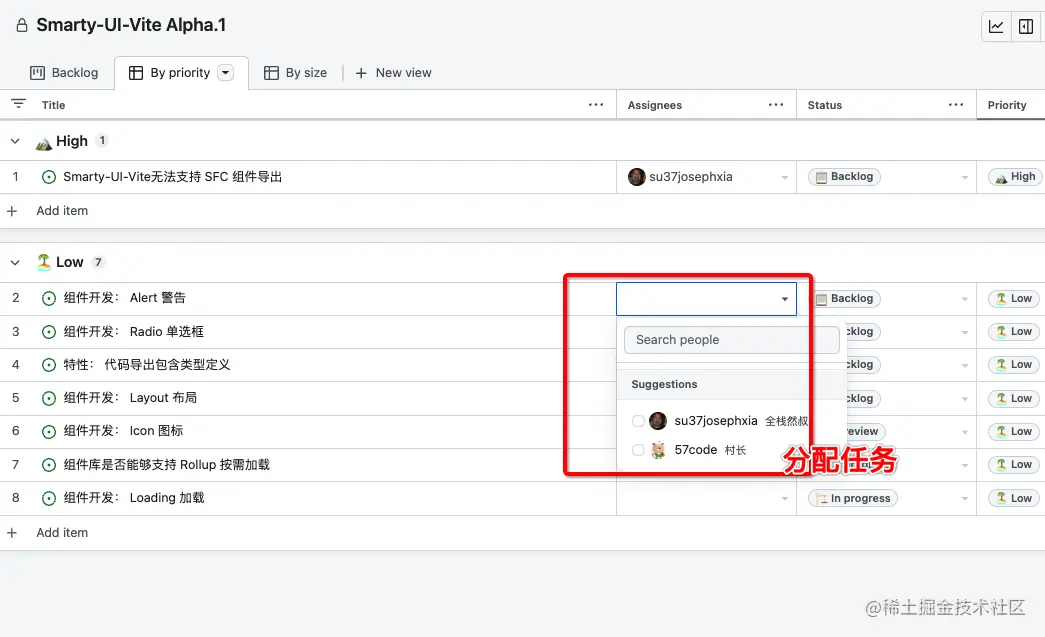 Smarty-UI-Vite Alpha.1
Backlog By priority By size New view
Title Assignees Status Priority
High 1
1 Smarty-UI-Vite无法支持 SFC 组件导出 su37josephxia Backlog High
Add item
Low 7
2 组件开发： Alert 警告 Backlog Low
3 组件开发： Radio 单选框 cklog Low
Search people
4 特性： 代码导出包含类型定义 cklog Low
Suggestions
5 组件开发： Layout 布局 cklog Low
su37josephxia 全栈然叔
6 组件开发： Icon 图标 eview Low
57code 村长
7 组件库是否能够支持 Rollup 按需加载 Low
分配任务
8 组件开发： Loading 加载 In progress Low
Add item
@稀土掘金技术社区